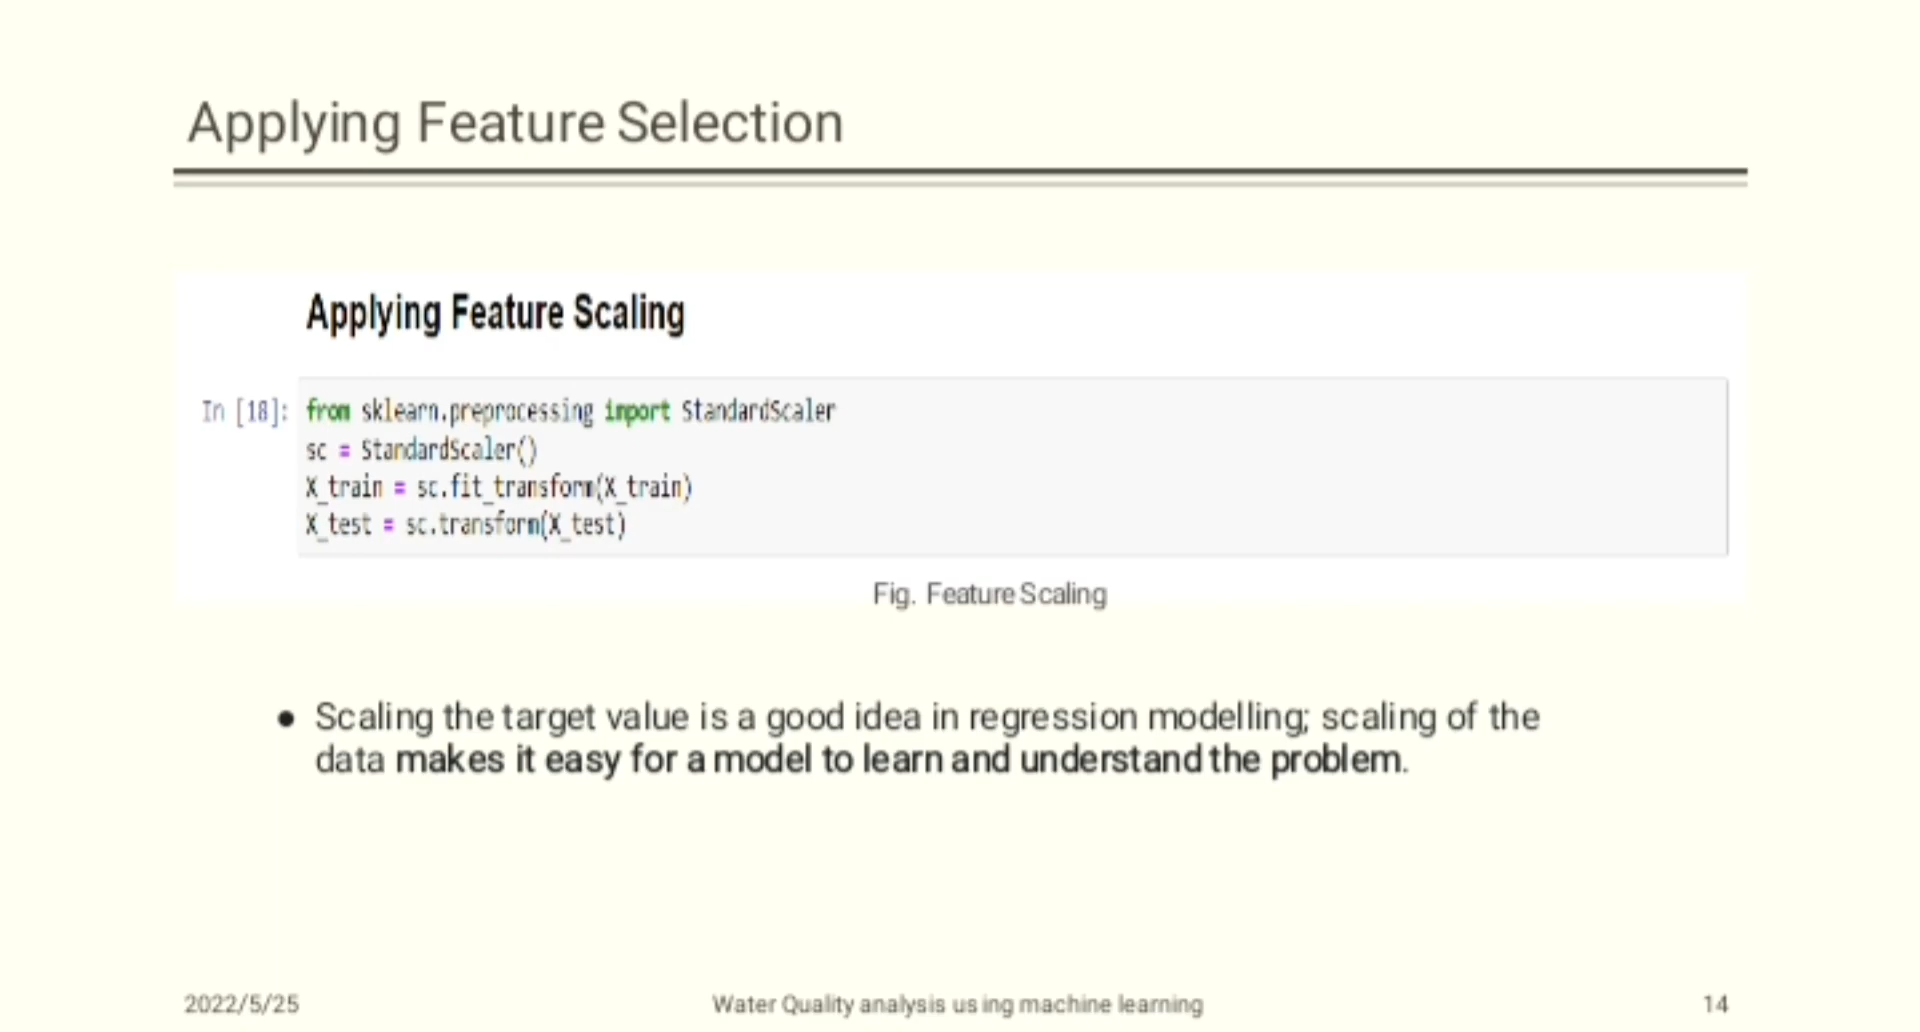 Applying Feature Selection
Applying Feature Scaling
In [18]: from sklearn.preprocessing import StandardScaler
sc = StandardScaler()
X_train = sc.fit_transform(X_train)
X_test = sc.transform(X_test)
Fig. Feature Scaling
● Scaling the target value is a good idea in regression modelling; scaling of the
data makes it easy for a model to learn and understand the problem.
2022/5/25 Water Quality analysis using machine learning 14